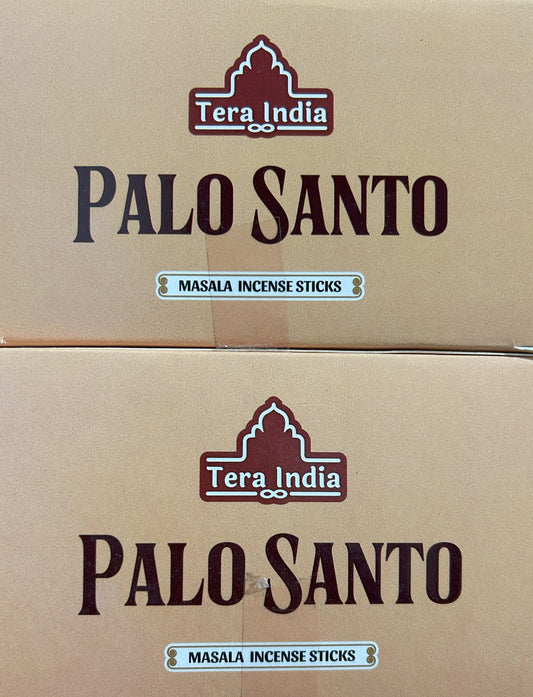 Tera India
PALO SANTO
MASALA INCENSE STICKS
Tera India
PALO SANTO
MASALA INCENSE STICKS